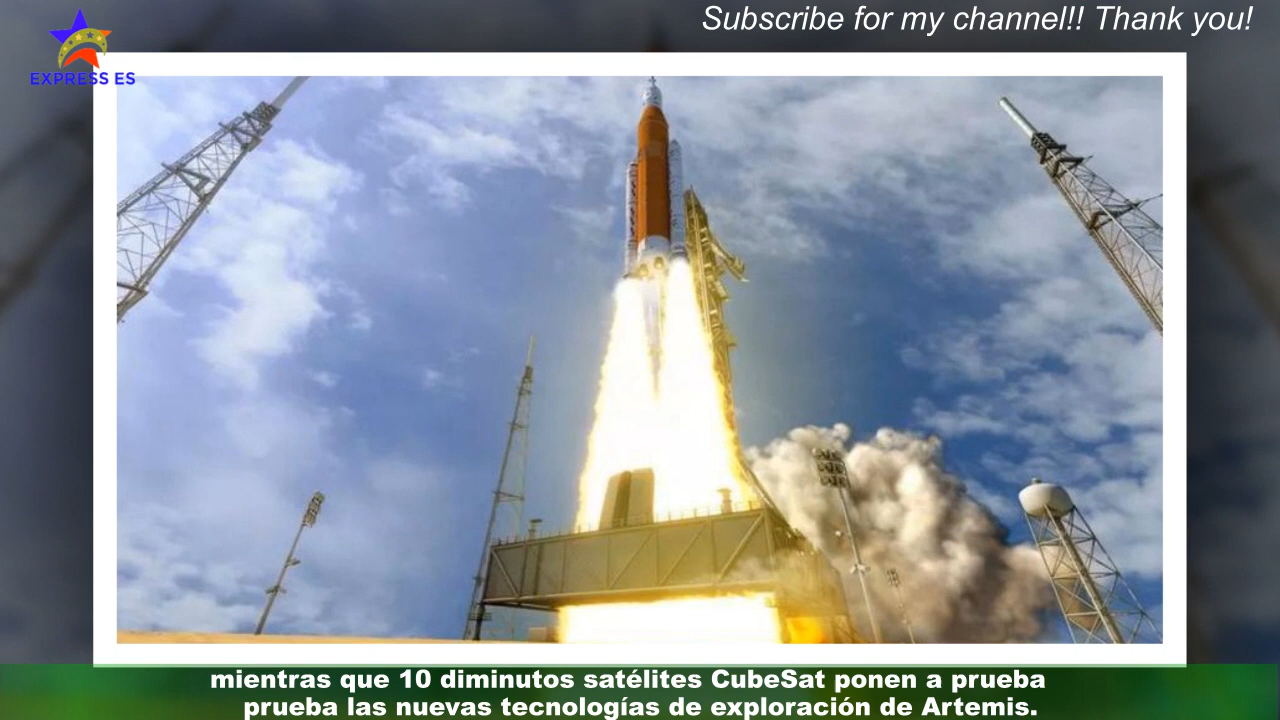 Subscribe for my channel!! Thank you!
EXPRESS ES
mientras que 10 diminutos satélites CubeSat ponen a prueba
prueba las nuevas tecnologías de exploración de Artemis.